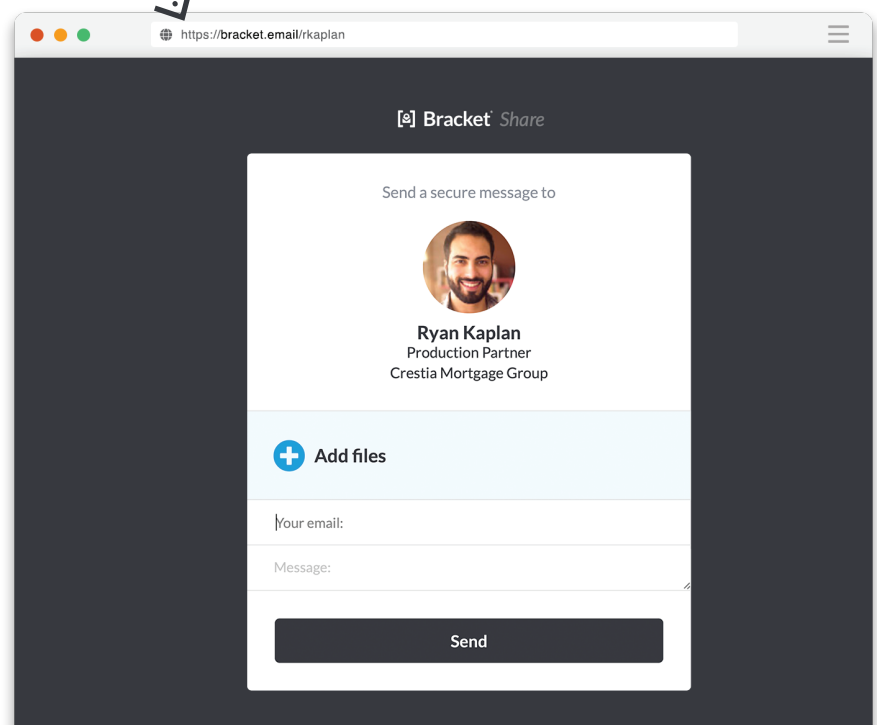 https://bracket.email/rkaplan
Bracket Share
Send a secure message to
Ryan Kaplan
Production Partner
Crestia Mortgage Group
Add files
Your email:
Message:
Send